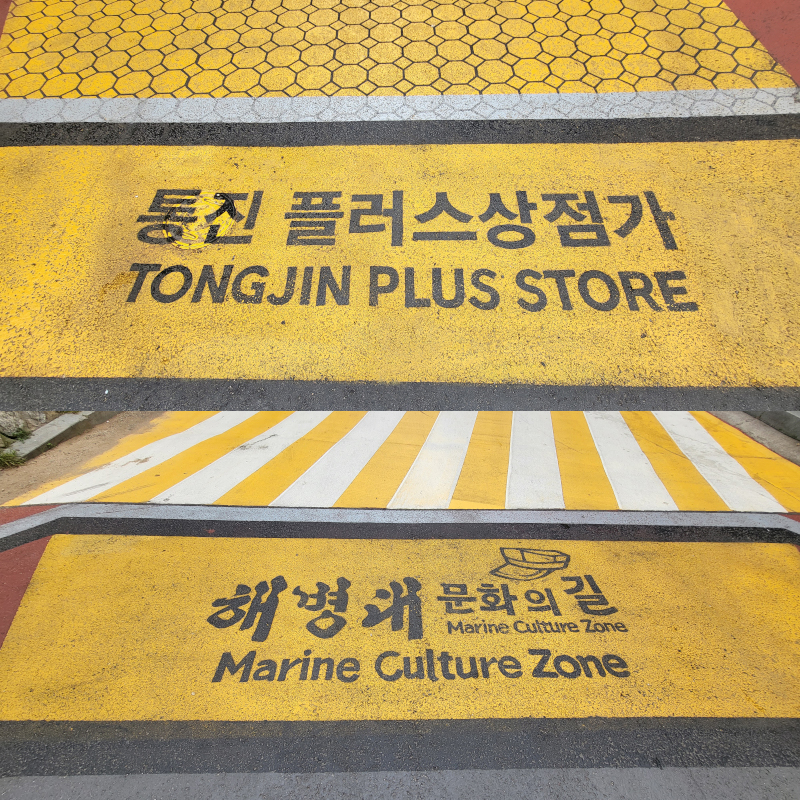 통진 플러스상점가
TONGJIN PLUS STORE
해병대 문화의 길
Marine Culture Zone
Marine Culture Zone